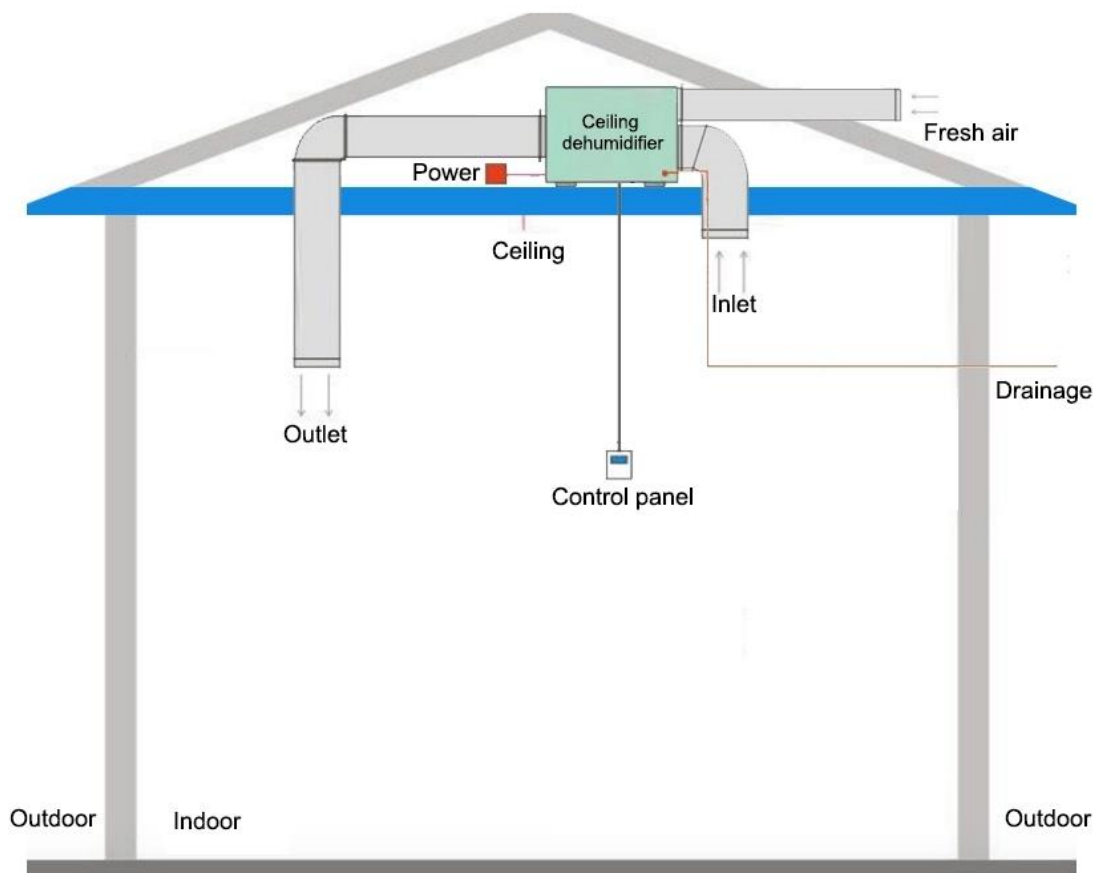 Ceiling
dehumidifier
Fresh air
Power
Ceiling
Inlet
Drainage
Outlet
Control panel
Outdoor
Indoor
Outdoor